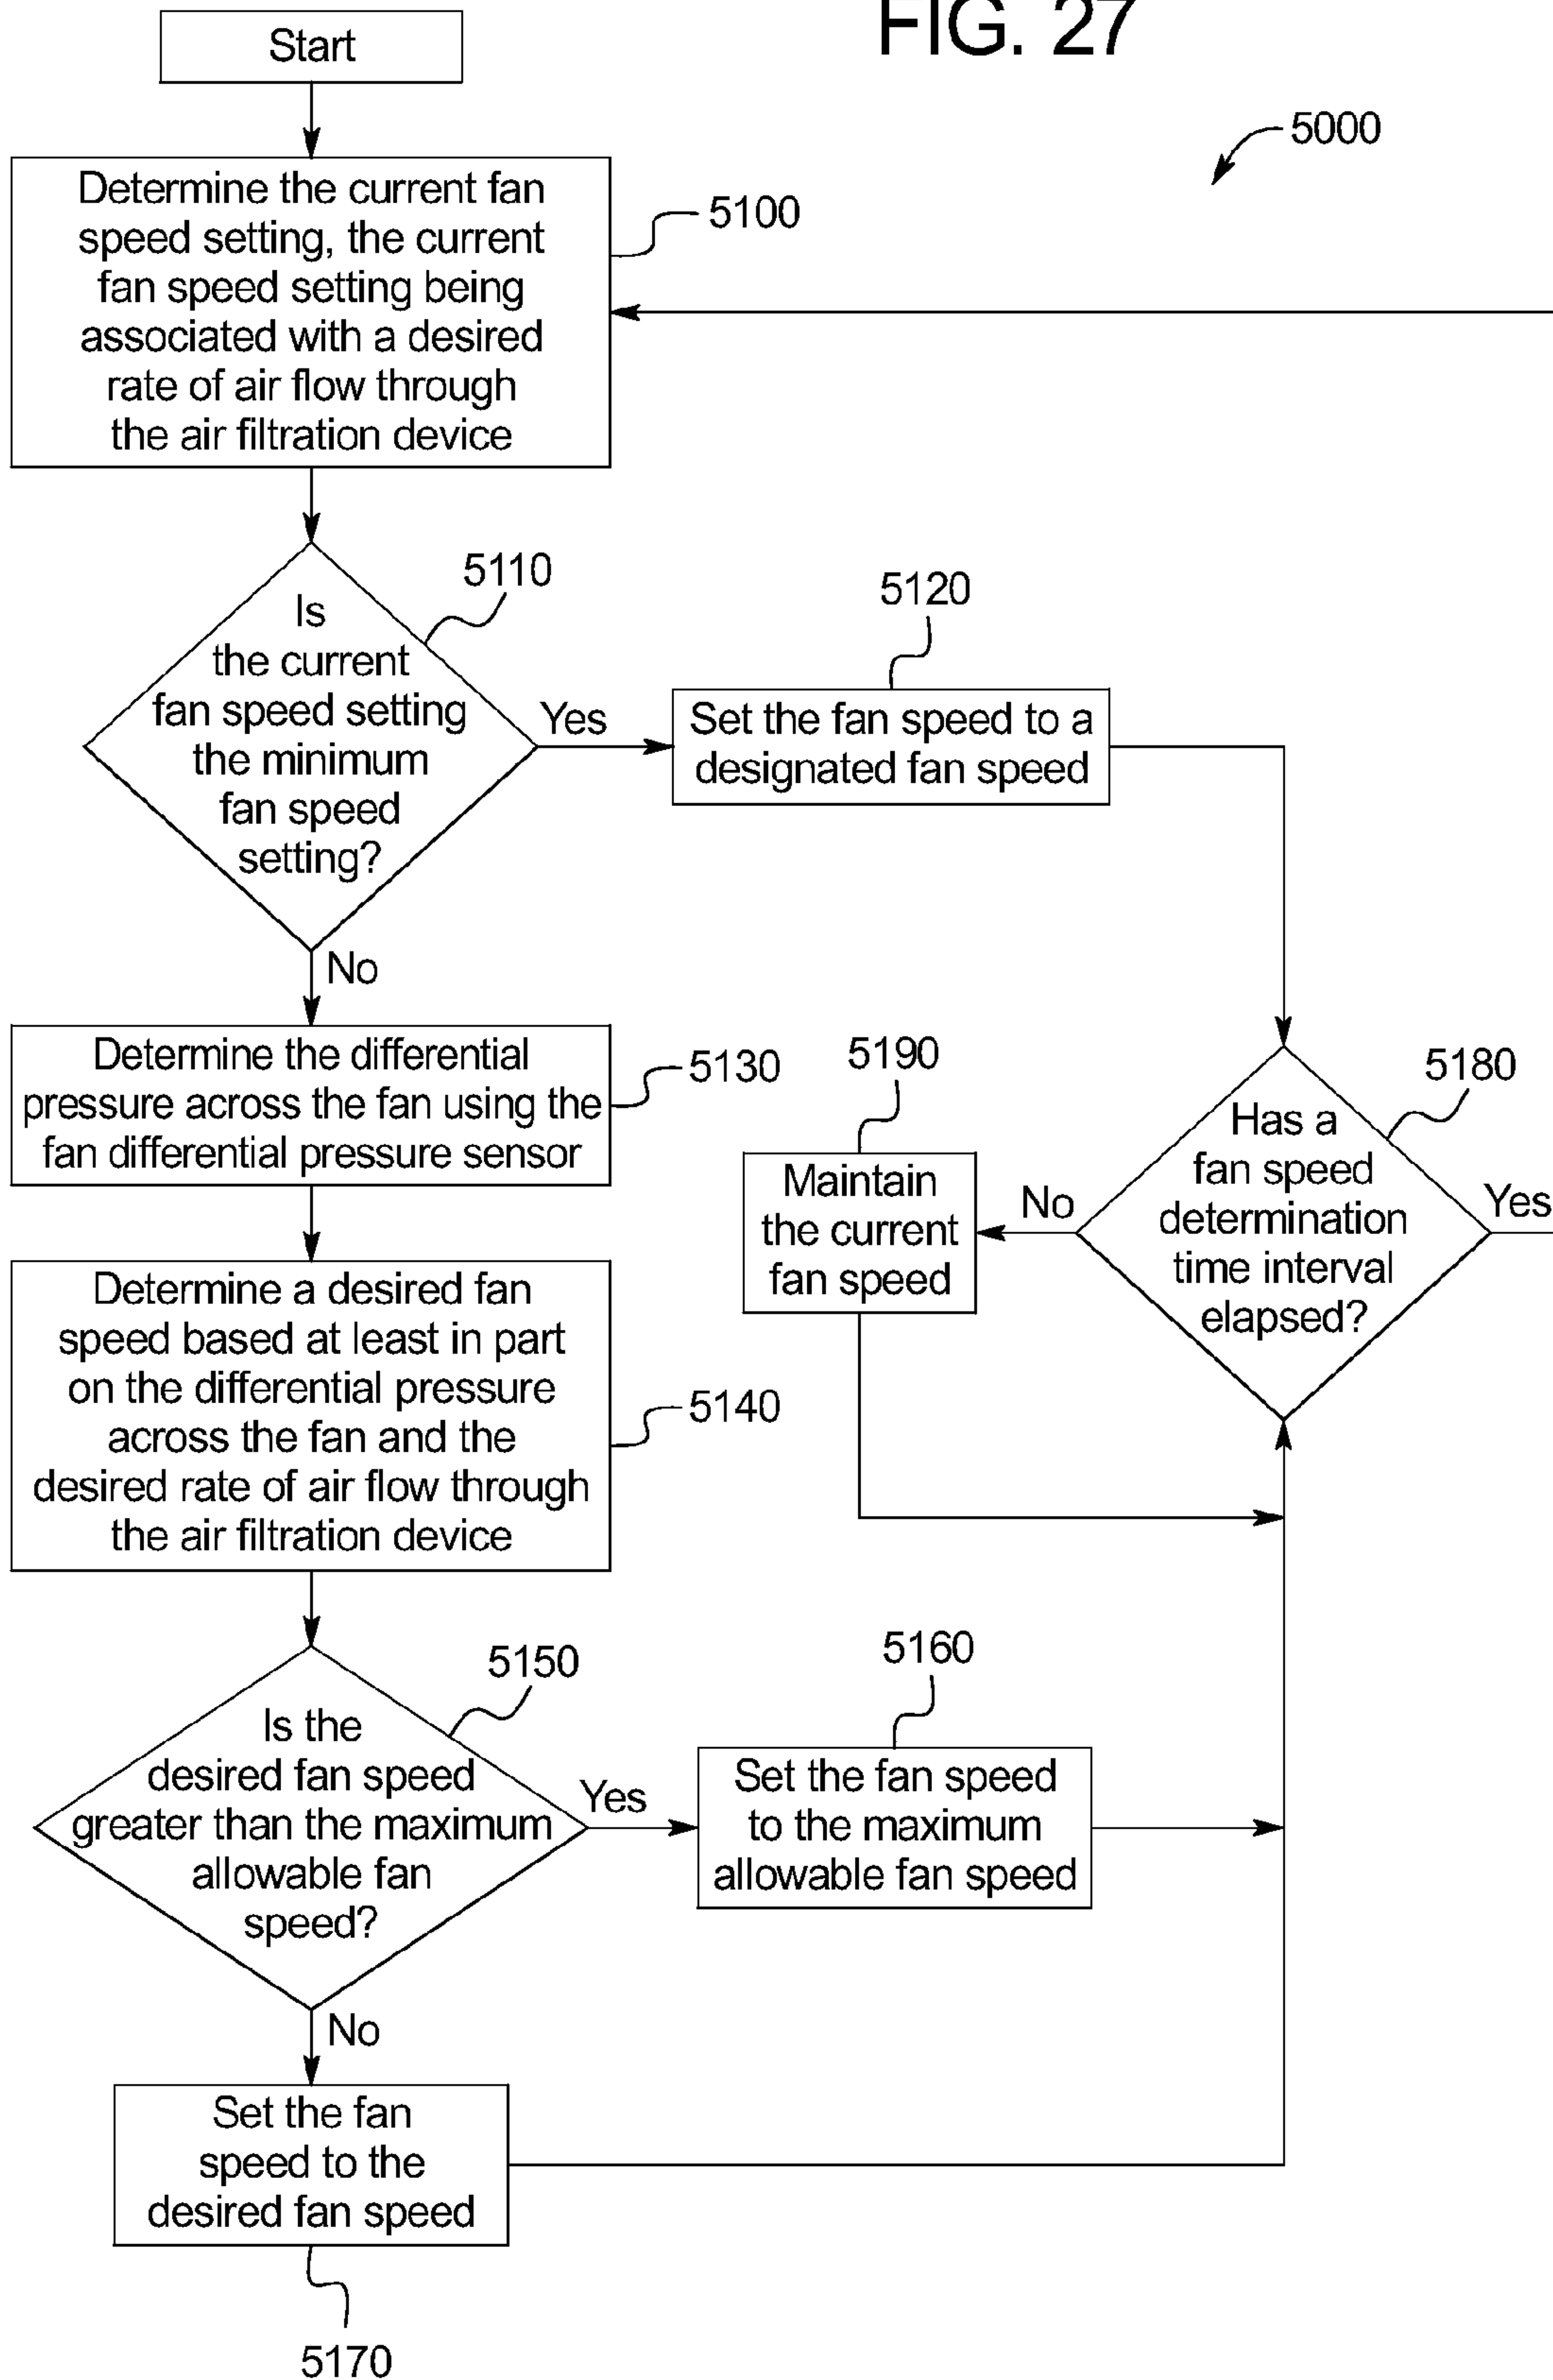 FIG. 27
Start
5000
Determine the current fan
speed setting, the current
fan speed setting being
associated with a desired
rate of air flow through
the air filtration device
5100
Is
the current
fan speed setting
the minimum
fan speed
setting?
5110
Yes
No
5120
Set the fan speed to a
designated fan speed
Determine the differential
pressure across the fan using the
fan differential pressure sensor
5130
5190
Maintain
the current
fan speed
No
5180
Has a
fan speed
determination
time interval
elapsed?
Yes
Determine a desired fan
speed based at least in part
on the differential pressure
across the fan and the
desired rate of air flow through
the air filtration device
5140
5150
Is the
desired fan speed
greater than the maximum
allowable fan
speed?
Yes
No
5160
Set the fan speed
to the maximum
allowable fan speed
Set the fan
speed to the
desired fan speed
5170